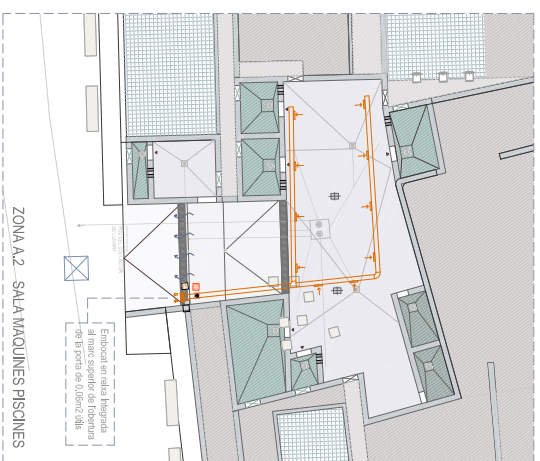 ZONA A.2 SALA MAQUINES PISCINES
Embocat en reixa integrada
al marc superior de l'obertura
de la porta de 0,06m2 útils